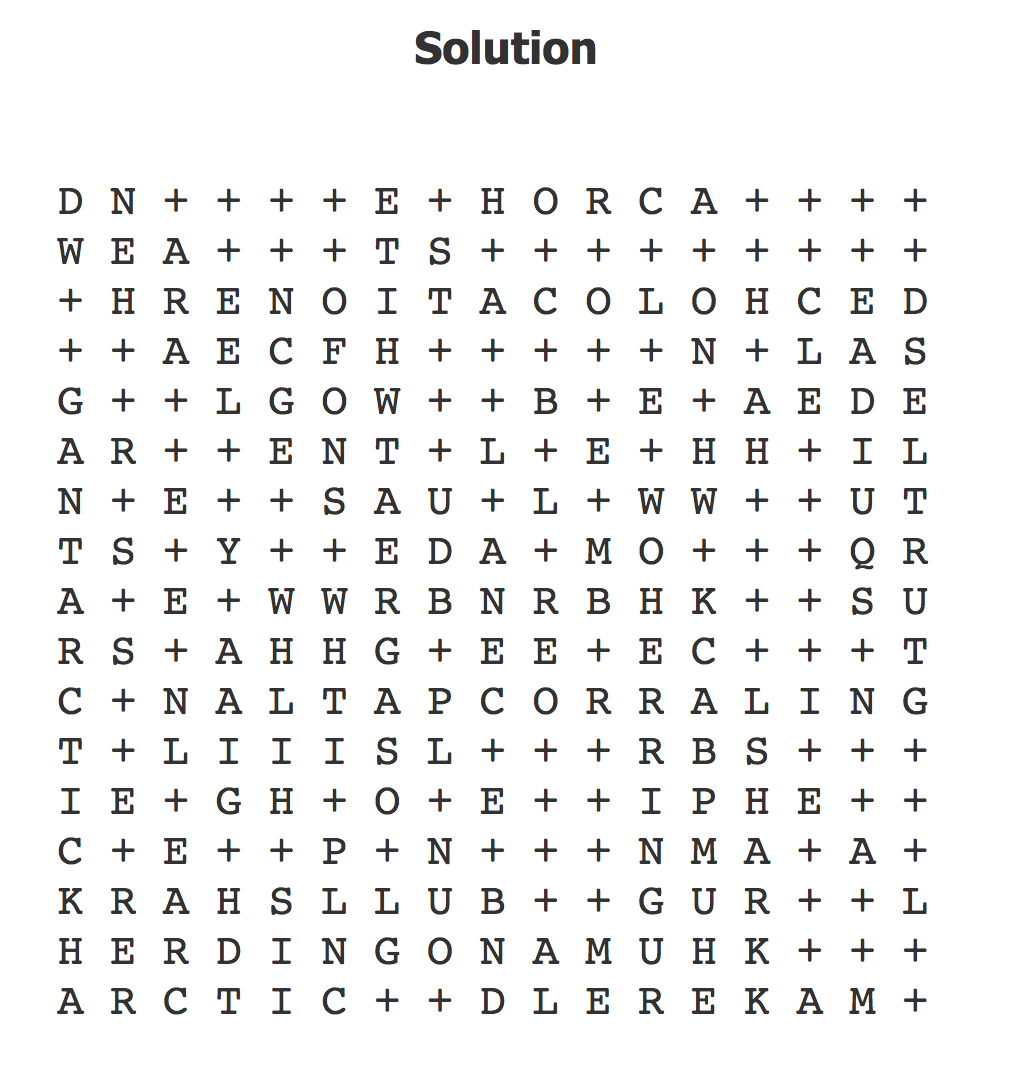 Solution
D N + + + + E + H O R C A + + + +
W E A + + + T S + + + + + + + + +
+ H R E N O I T A C O L O H C E D
+ + A E C F H + + + + + N + L A S
G + + L G O W + + B + E + A E D E
A R + + E N T + L + E + H H + I L
N + E + + S A U + L + W W + + U T
T S + Y + + E D A + M O + + + Q R
A + E + W W R B N R B H K + + S U
R S + A H H G + E E + E C + + + T
C + N A L T A P C O R R A L I N G
T + L I I I S L + + + R B S + + +
I E + G H + O + E + + I P H E + +
C + E + + P + N + + + N M A + A +
K R A H S L L U B + + G U R + + L
H E R D I N G O N A M U H K + + +
A R C T I C + + D L E R E K A M +